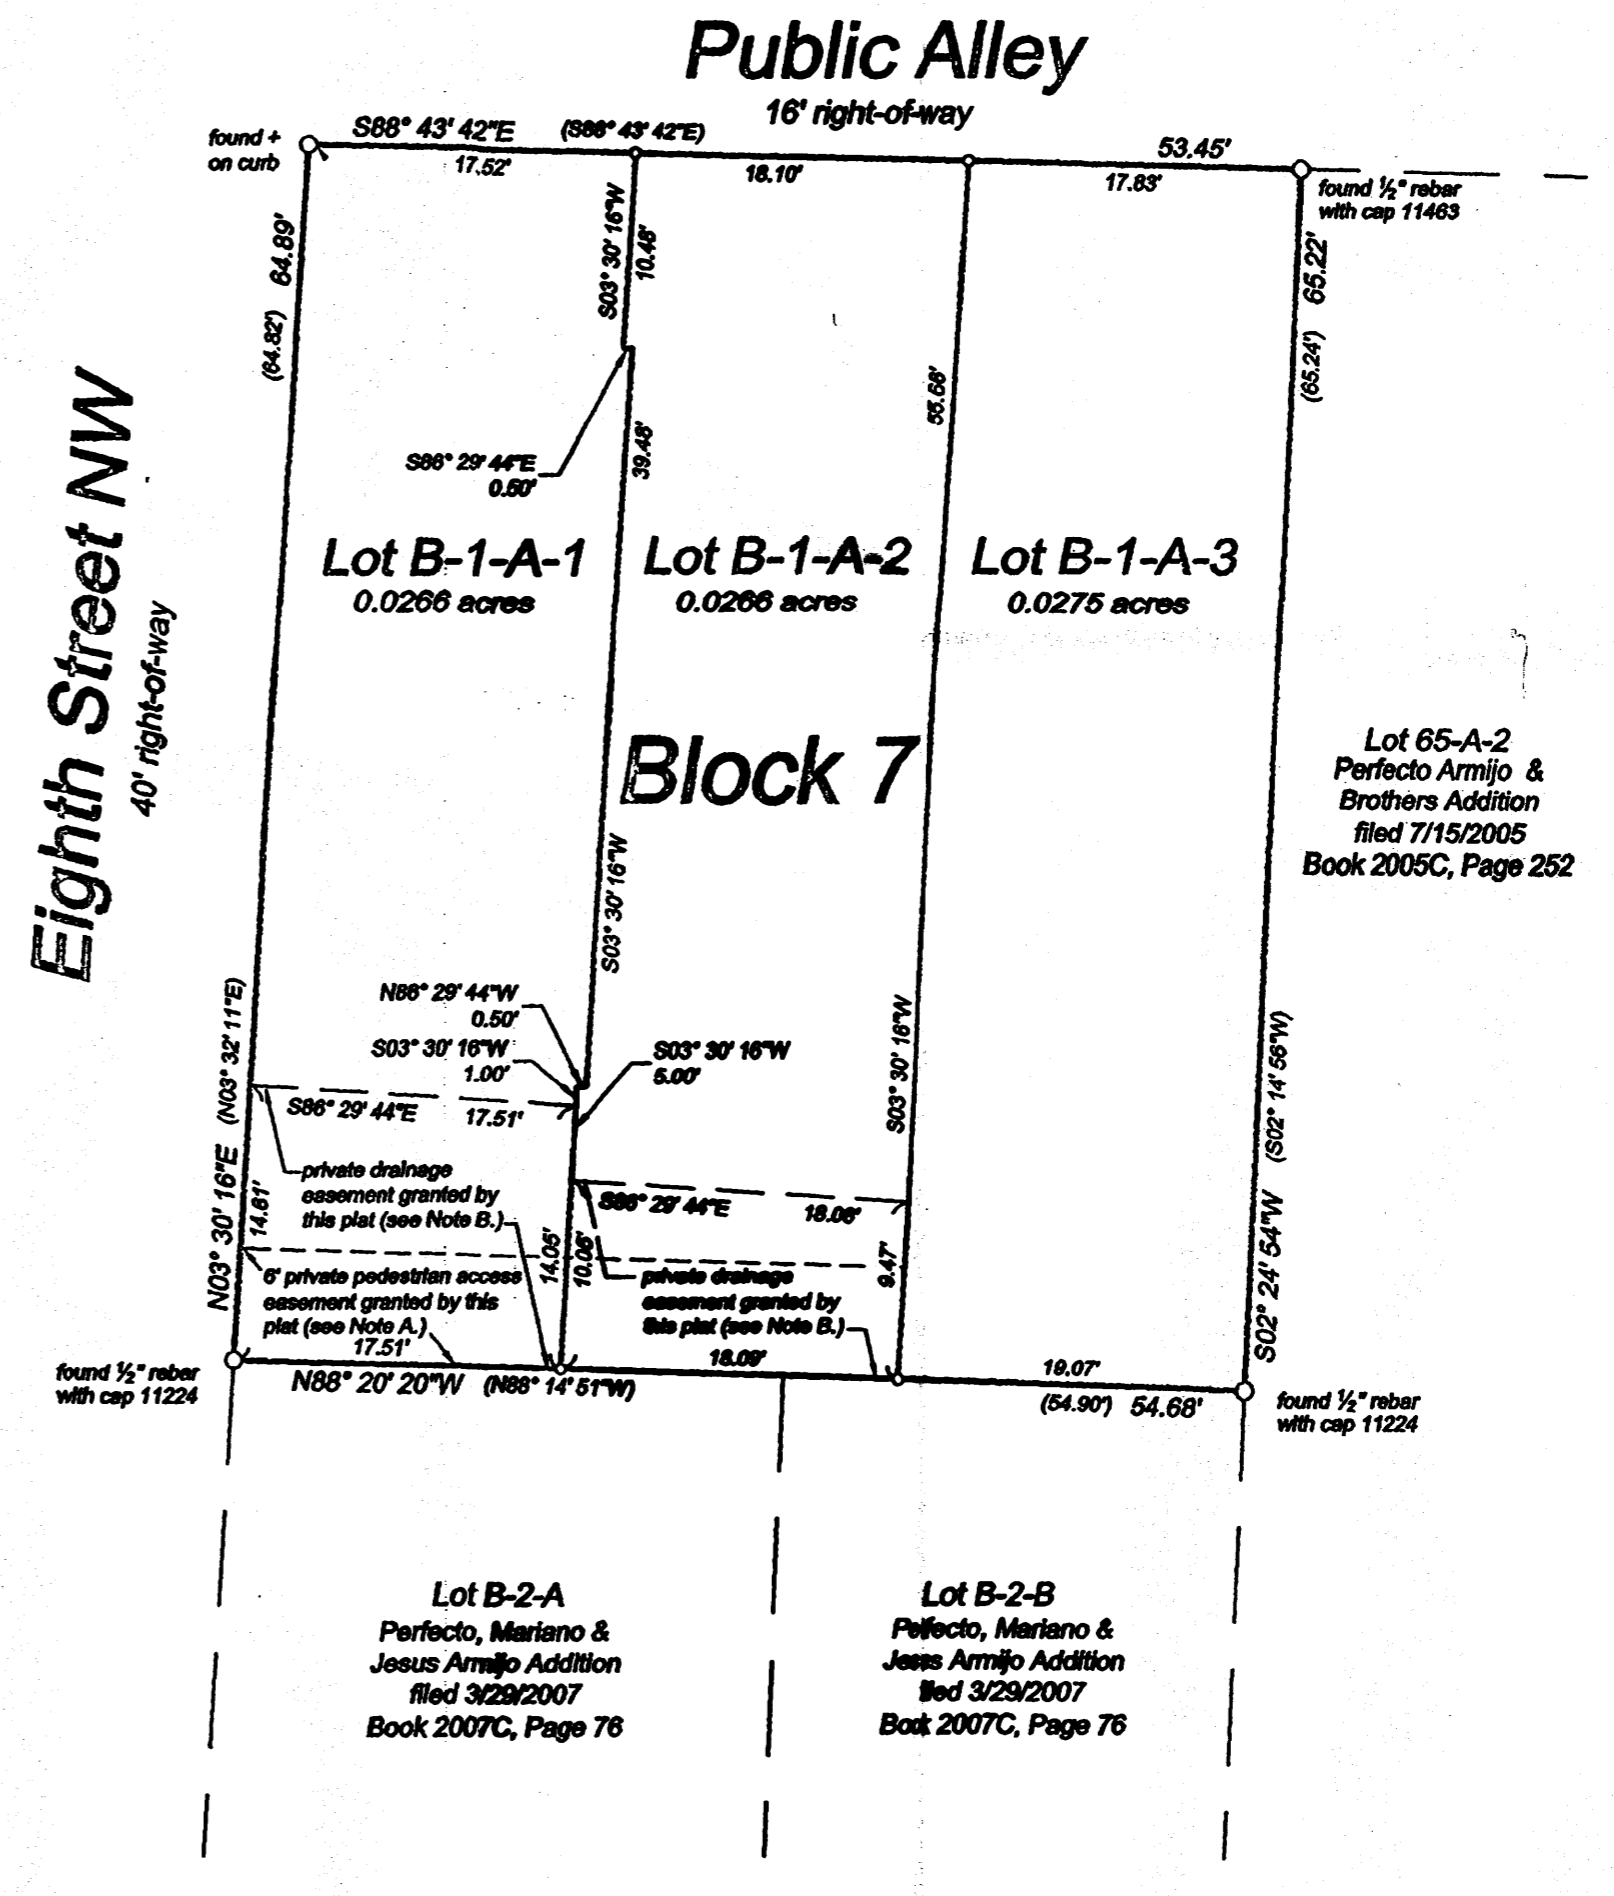 Public Alley
16' right-of-way
found +
on curb
S88° 43' 42"E
(S88° 43' 42"E)
53.45'
17.52'
18.10'
17.83'
found ½" rebar
with cap 11463
64.89'
(64.82')
S03° 30' 16"W
10.48'
65.22'
(65.24')
S86° 29' 44"E
0.50'
39.48'
Eighth Street NW
40' right-of-way
Lot B-1-A-1
0.0266 acres
Lot B-1-A-2
0.0266 acres
Lot B-1-A-3
0.0275 acres
Block 7
Lot 65-A-2
Perfecto Armijo &
Brothers Addition
filed 7/15/2005
Book 2005C, Page 252
S03° 30' 16"W
N86° 29' 44"W
0.50'
S03° 30' 16"W
1.00'
S03° 30' 16"W
5.00'
S03° 30' 16"W
N03° 30' 16"E
(N03° 32' 11"E)
S02° 24' 54"W
(S02° 14' 56"W)
S86° 29' 44"E
17.51'
private drainage
easement granted by
this plat (see Note B.)
14.61'
S86° 29' 44"E
18.06'
14.05'
10.06'
9.47'
6' private pedestrian access
easement granted by this
plat (see Note A.)
private drainage
easement granted by
this plat (see Note B.)
17.51'
18.09'
19.07'
found ½" rebar
with cap 11224
N88° 20' 20"W
(N88° 14' 51"W)
(54.90')
54.68'
found ½" rebar
with cap 11224
Lot B-2-A
Perfecto, Mariano &
Jesus Armijo Addition
filed 3/29/2007
Book 2007C, Page 76
Lot B-2-B
Perfecto, Mariano &
Jesus Armijo Addition
filed 3/29/2007
Book 2007C, Page 76